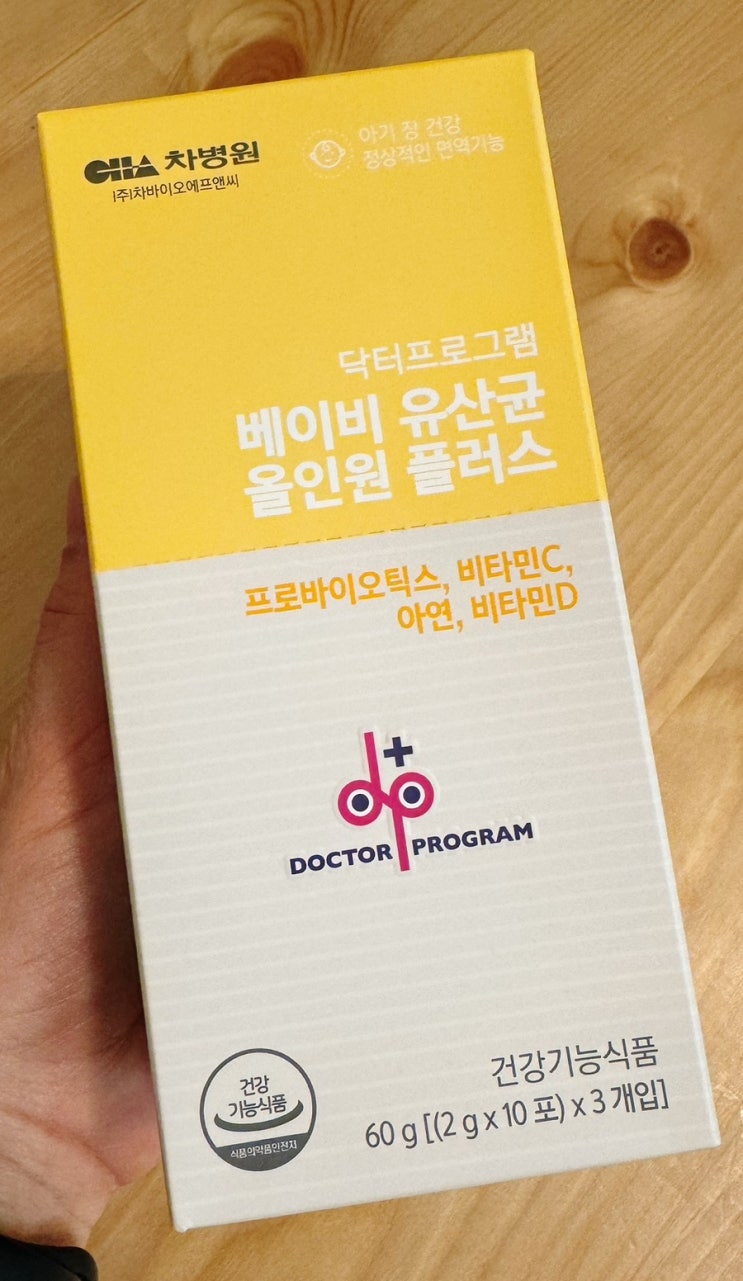 CHA 차병원
(주)차바이오에프앤씨
아기 장 건강
정상적인 면역기능
닥터프로그램
베이비 유산균
올인원 플러스
프로바이오틱스, 비타민C,
아연, 비타민D
DOCTOR PROGRAM
건강기능식품
60 g [(2 g x 10 포) x 3 개입]
건강
기능식품
식품의약품안전처